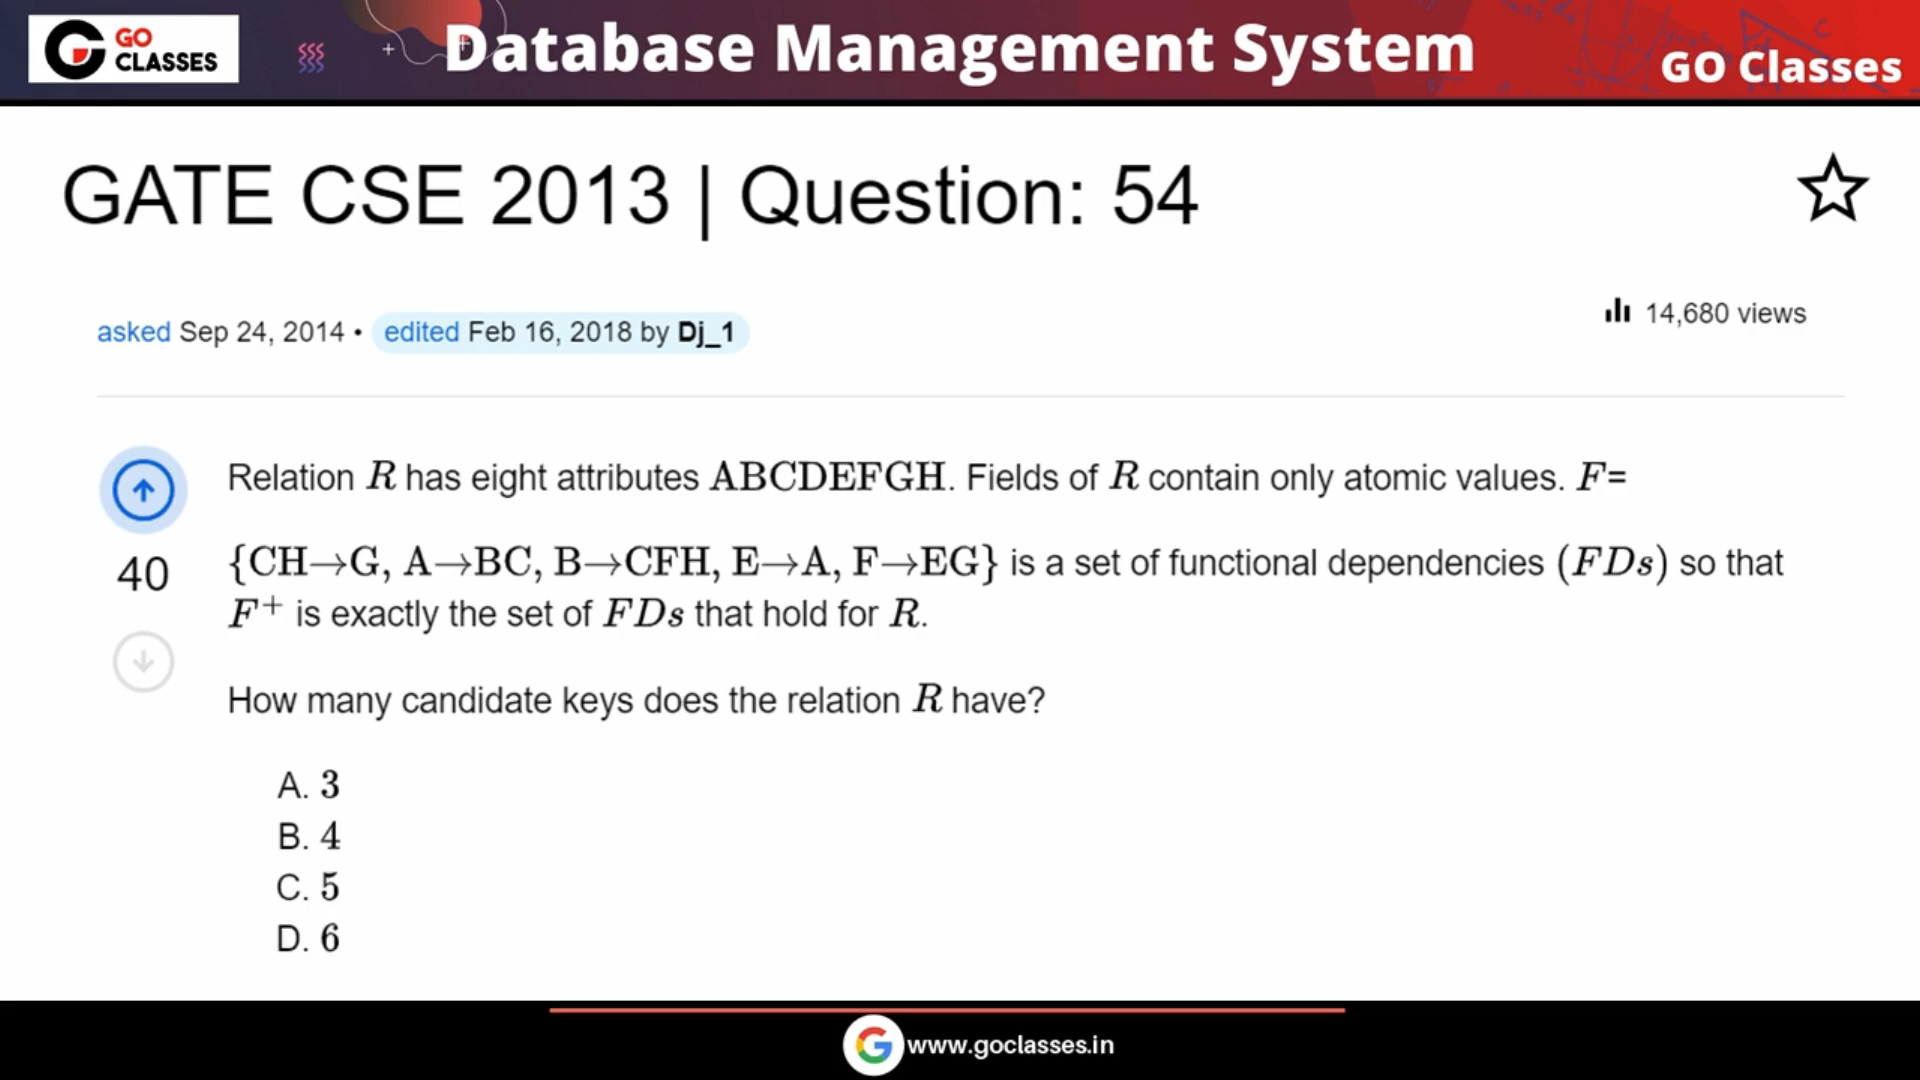 GO
CLASSES
Database Management System
GO Classes
GATE CSE 2013 | Question: 54
asked Sep 24, 2014 • edited Feb 16, 2018 by Dj_1
14,680 views
Relation R has eight attributes ABCDEFGH. Fields of R contain only atomic values. F=
40
{CH→G, A→BC, B→CFH, E→A, F→EG} is a set of functional dependencies (FDs) so that
F⁺ is exactly the set of FDs that hold for R.
How many candidate keys does the relation R have?
A. 3
B. 4
C. 5
D. 6
www.goclasses.in